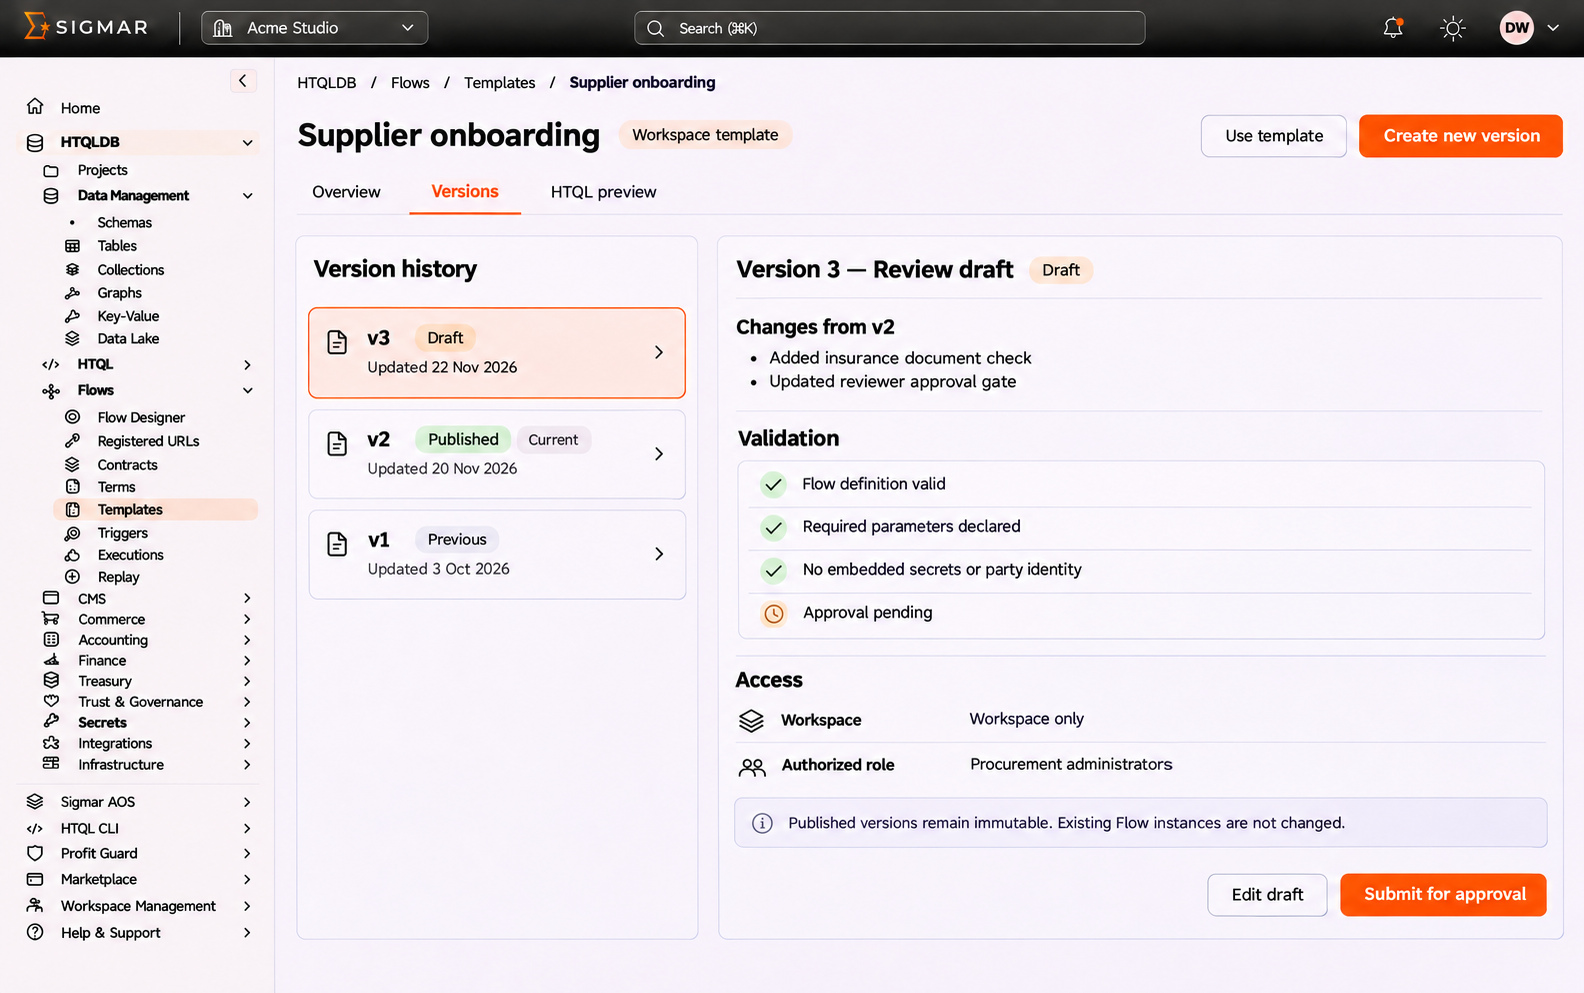 SIGMAR
Acme Studio
Search (⌘K)
DW
Home
HTQLDB
Projects
Data Management
Schemas
Tables
Collections
Graphs
Key-Value
Data Lake
HTQL
Flows
Flow Designer
Registered URLs
Contracts
Terms
Templates
Triggers
Executions
Replay
CMS
Commerce
Accounting
Finance
Treasury
Trust & Governance
Secrets
Integrations
Infrastructure
Sigmar AOS
HTQL CLI
Profit Guard
Marketplace
Workspace Management
Help & Support
HTQLDB / Flows / Templates / Supplier onboarding
Supplier onboarding Workspace template
Use template
Create new version
Overview Versions HTQL preview
Version history
v3 Draft
Updated 22 Nov 2026
v2 Published Current
Updated 20 Nov 2026
v1 Previous
Updated 3 Oct 2026
Version 3 — Review draft Draft
Changes from v2
• Added insurance document check
• Updated reviewer approval gate
Validation
Flow definition valid
Required parameters declared
No embedded secrets or party identity
Approval pending
Access
Workspace Workspace only
Authorized role Procurement administrators
Published versions remain immutable. Existing Flow instances are not changed.
Edit draft Submit for approval